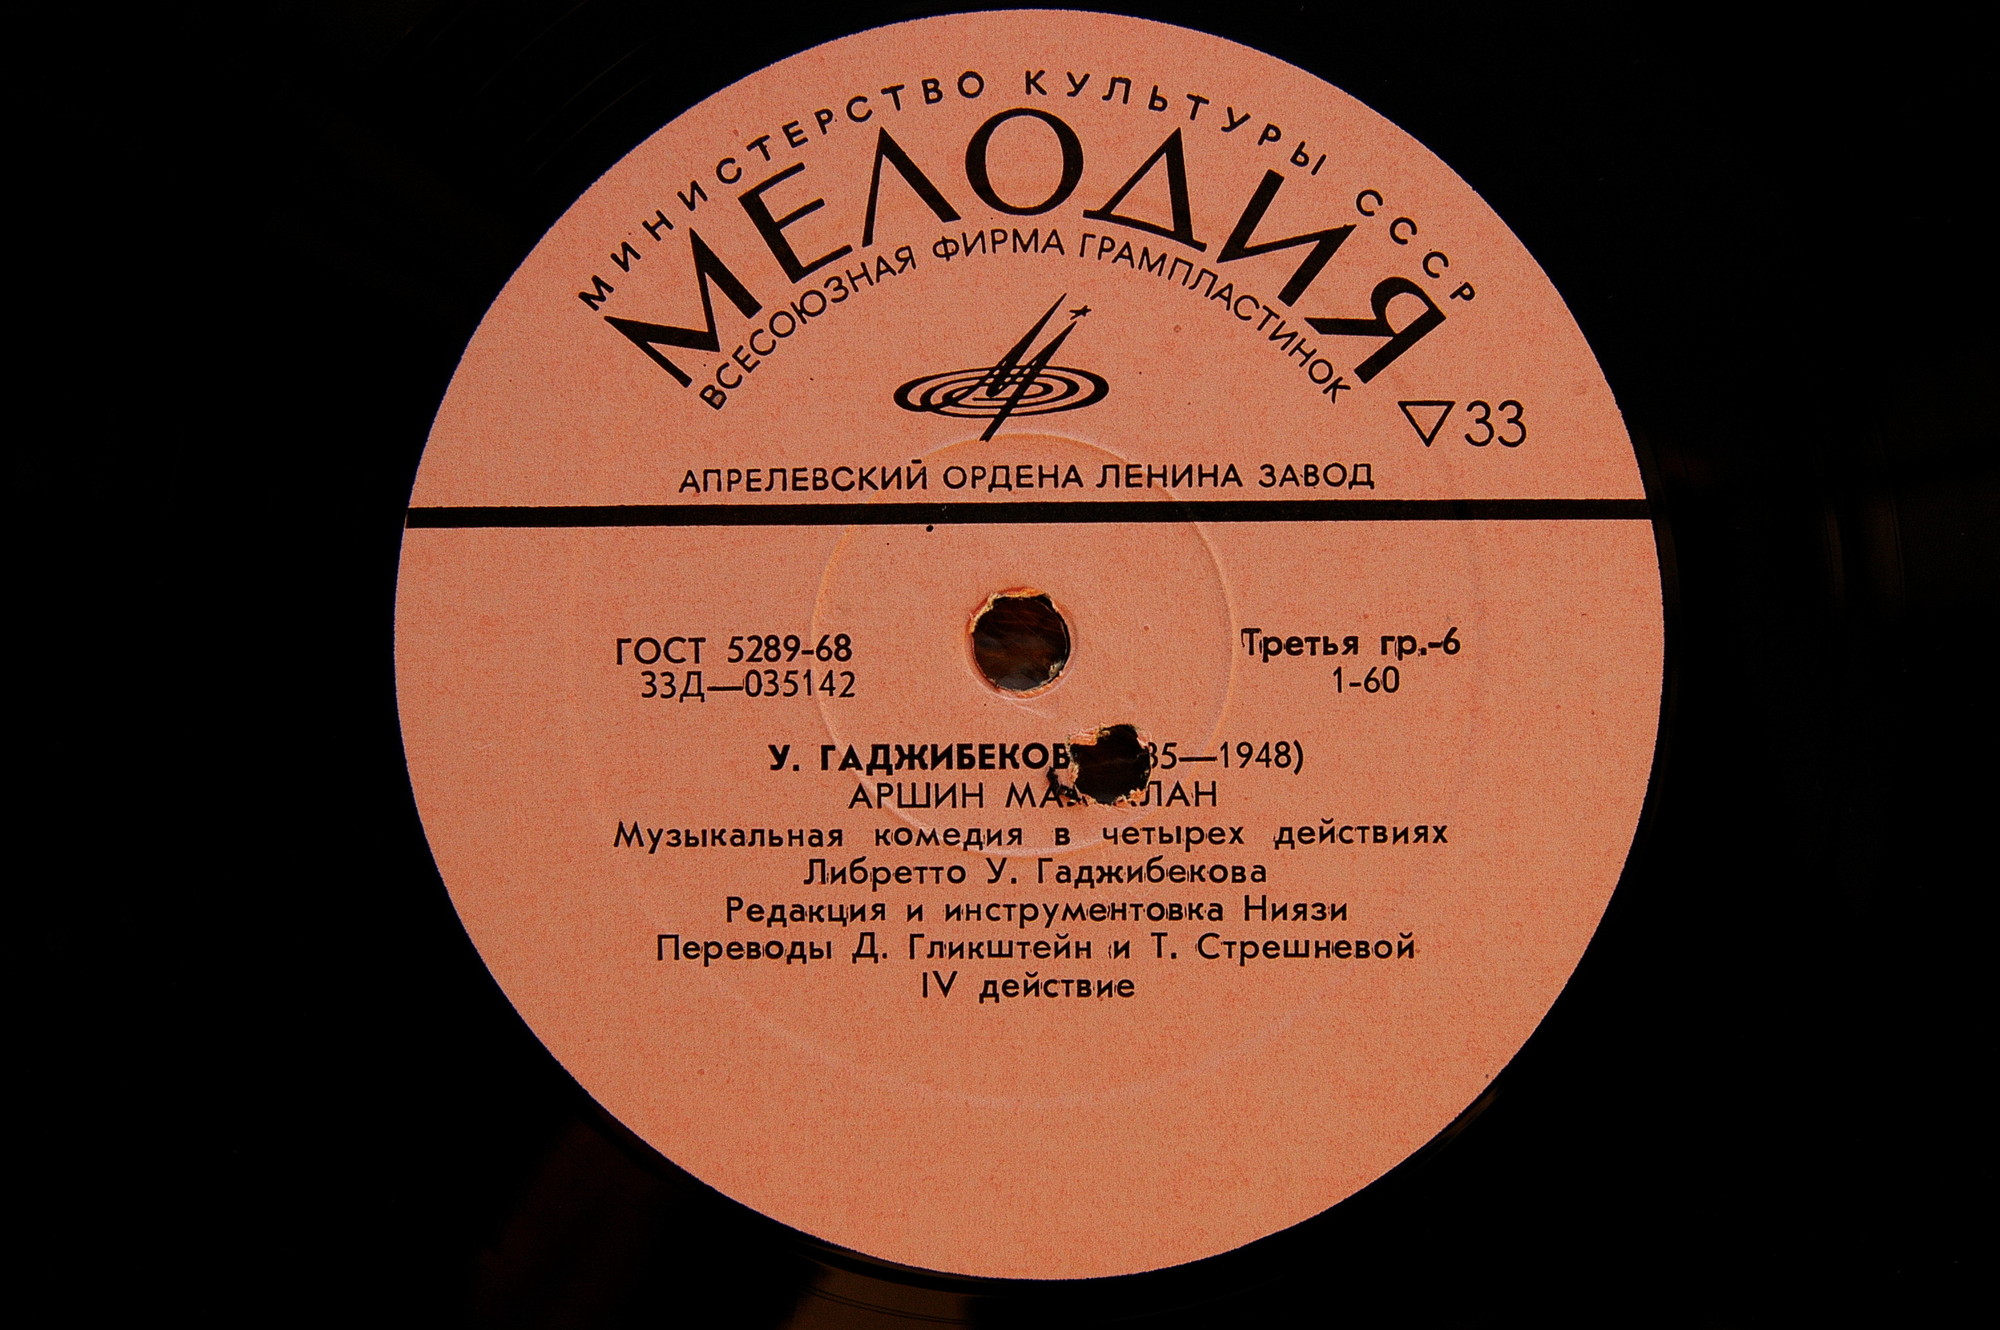 МИНИСТЕРСТВО КУЛЬТУРЫ СССР
МЕЛОДИЯ
ВСЕСОЮЗНАЯ ФИРМА ГРАМПЛАСТИНОК
33
АПРЕЛЕВСКИЙ ОРДЕНА ЛЕНИНА ЗАВОД
ГОСТ 5289-68
33Д—035142
Третья гр.-6
1-60
У. ГАДЖИБЕКОВ 85—1948)
АРШИН
Музыкальная комедия в четырех действиях
Либретто У. Гаджибекова
Редакция и инструментовка Ниязи
Переводы Д. Гликштейн и Т. Стрешневой
IV действие